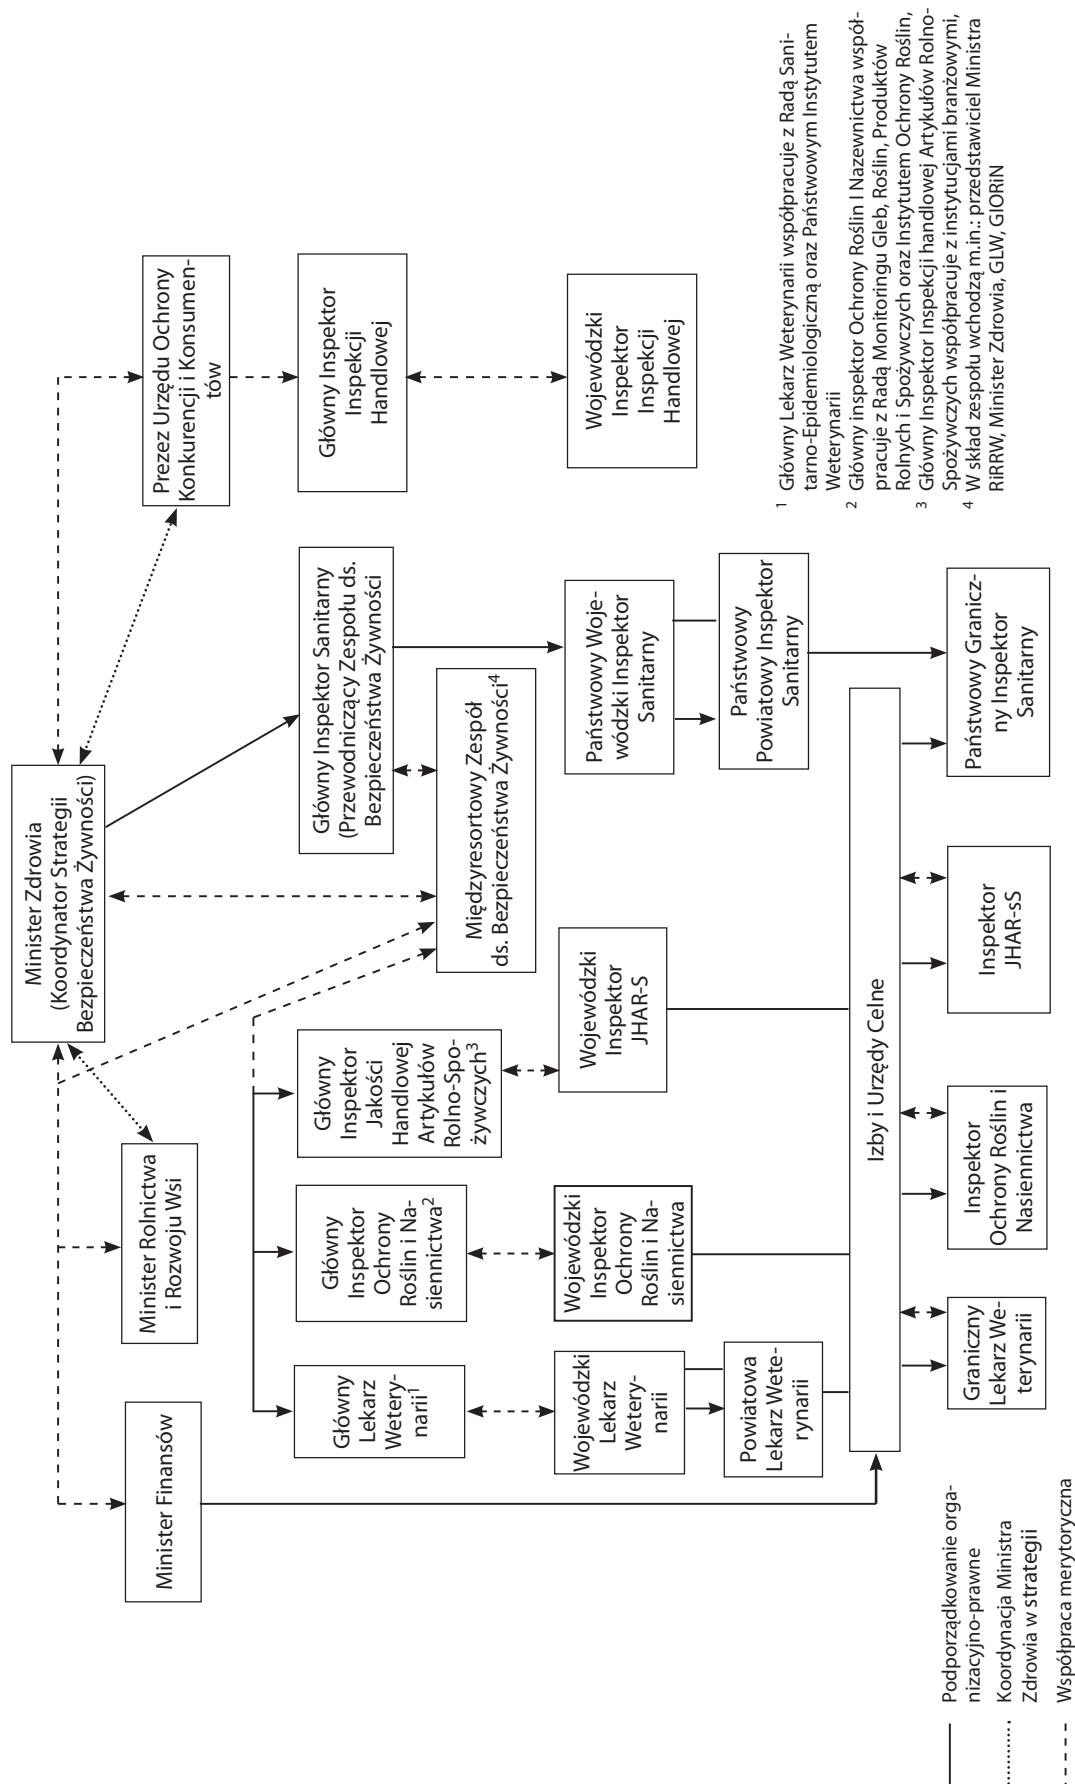 Minister Zdrowia
(Koordynator Strategii
Bezpieczeństwa Żywności)
Minister Finansów
Minister Rolnictwa
i Rozwoju Wsi
Prezez Urzędu Ochrony
Konkurencji i Konsumen-
tów
Główny
Lekarz
Wetery-
narii1
Główny
Inspektor
Ochrony
Roślin i Na-
siennictwa2
Główny
Inspektor
Jakości
Handlowej
Artykułów
Rolno-Spo-
żywczych3
Główny Inspektor Sanitarny
(Przewodniczący Zespołu ds.
Bezpieczeństwa Żywności
Główny Inspektor
Inspekcji
Handlowej
Międzyresortowy Zespół
ds. Bezpieczeństwa Żywności4
Wojewódzki
Lekarz
Wetery-
narii
Wojewódzki
Inspektor
Ochrony
Roślin i Na-
siennictwa
Wojewódzki
Inspektor
JHAR-S
Państwowy Woje-
wódzki Inspektor
Sanitarny
Wojewódzki
Inspektor
Inspekcji
Handlowej
Powiatowa
Lekarz Wete-
rynarii
Państwowy
Powiatowy Inspektor
Sanitarny
Izby i Urzędy Celne
Graniczny
Lekarz We-
terynarii
Inspektor
Ochrony Roślin i
Nasiennictwa
Inspektor
JHAR-sS
Państwowy Granicz-
ny Inspektor
Sanitarny
Podporządkowanie orga-
nizacyjno-prawne
Koordynacja Ministra
Zdrowia w strategii
Współpraca merytoryczna
1 Główny Lekarz Weterynarii współpracuje z Radą Sani-
tarno-Epidemiologiczną oraz Państwowym Instytutem
Weterynarii
2 Główny inspektor Ochrony Roślin I Nazewnictwa współ-
pracuje z Radą Monitoringu Gleb, Roślin, Produktów
Rolnych i Spożywczych oraz Instytutem Ochrony Roślin,
3 Główny Inspektor Inspekcji handlowej Artykułów Rolno-
Spożywczych współpracuje z instytucjami branżowymi,
4 W skład zespołu wchodzą m.in.: przedstawiciel Ministra
RiRRW, Minister Zdrowia, GLW, GIORiN